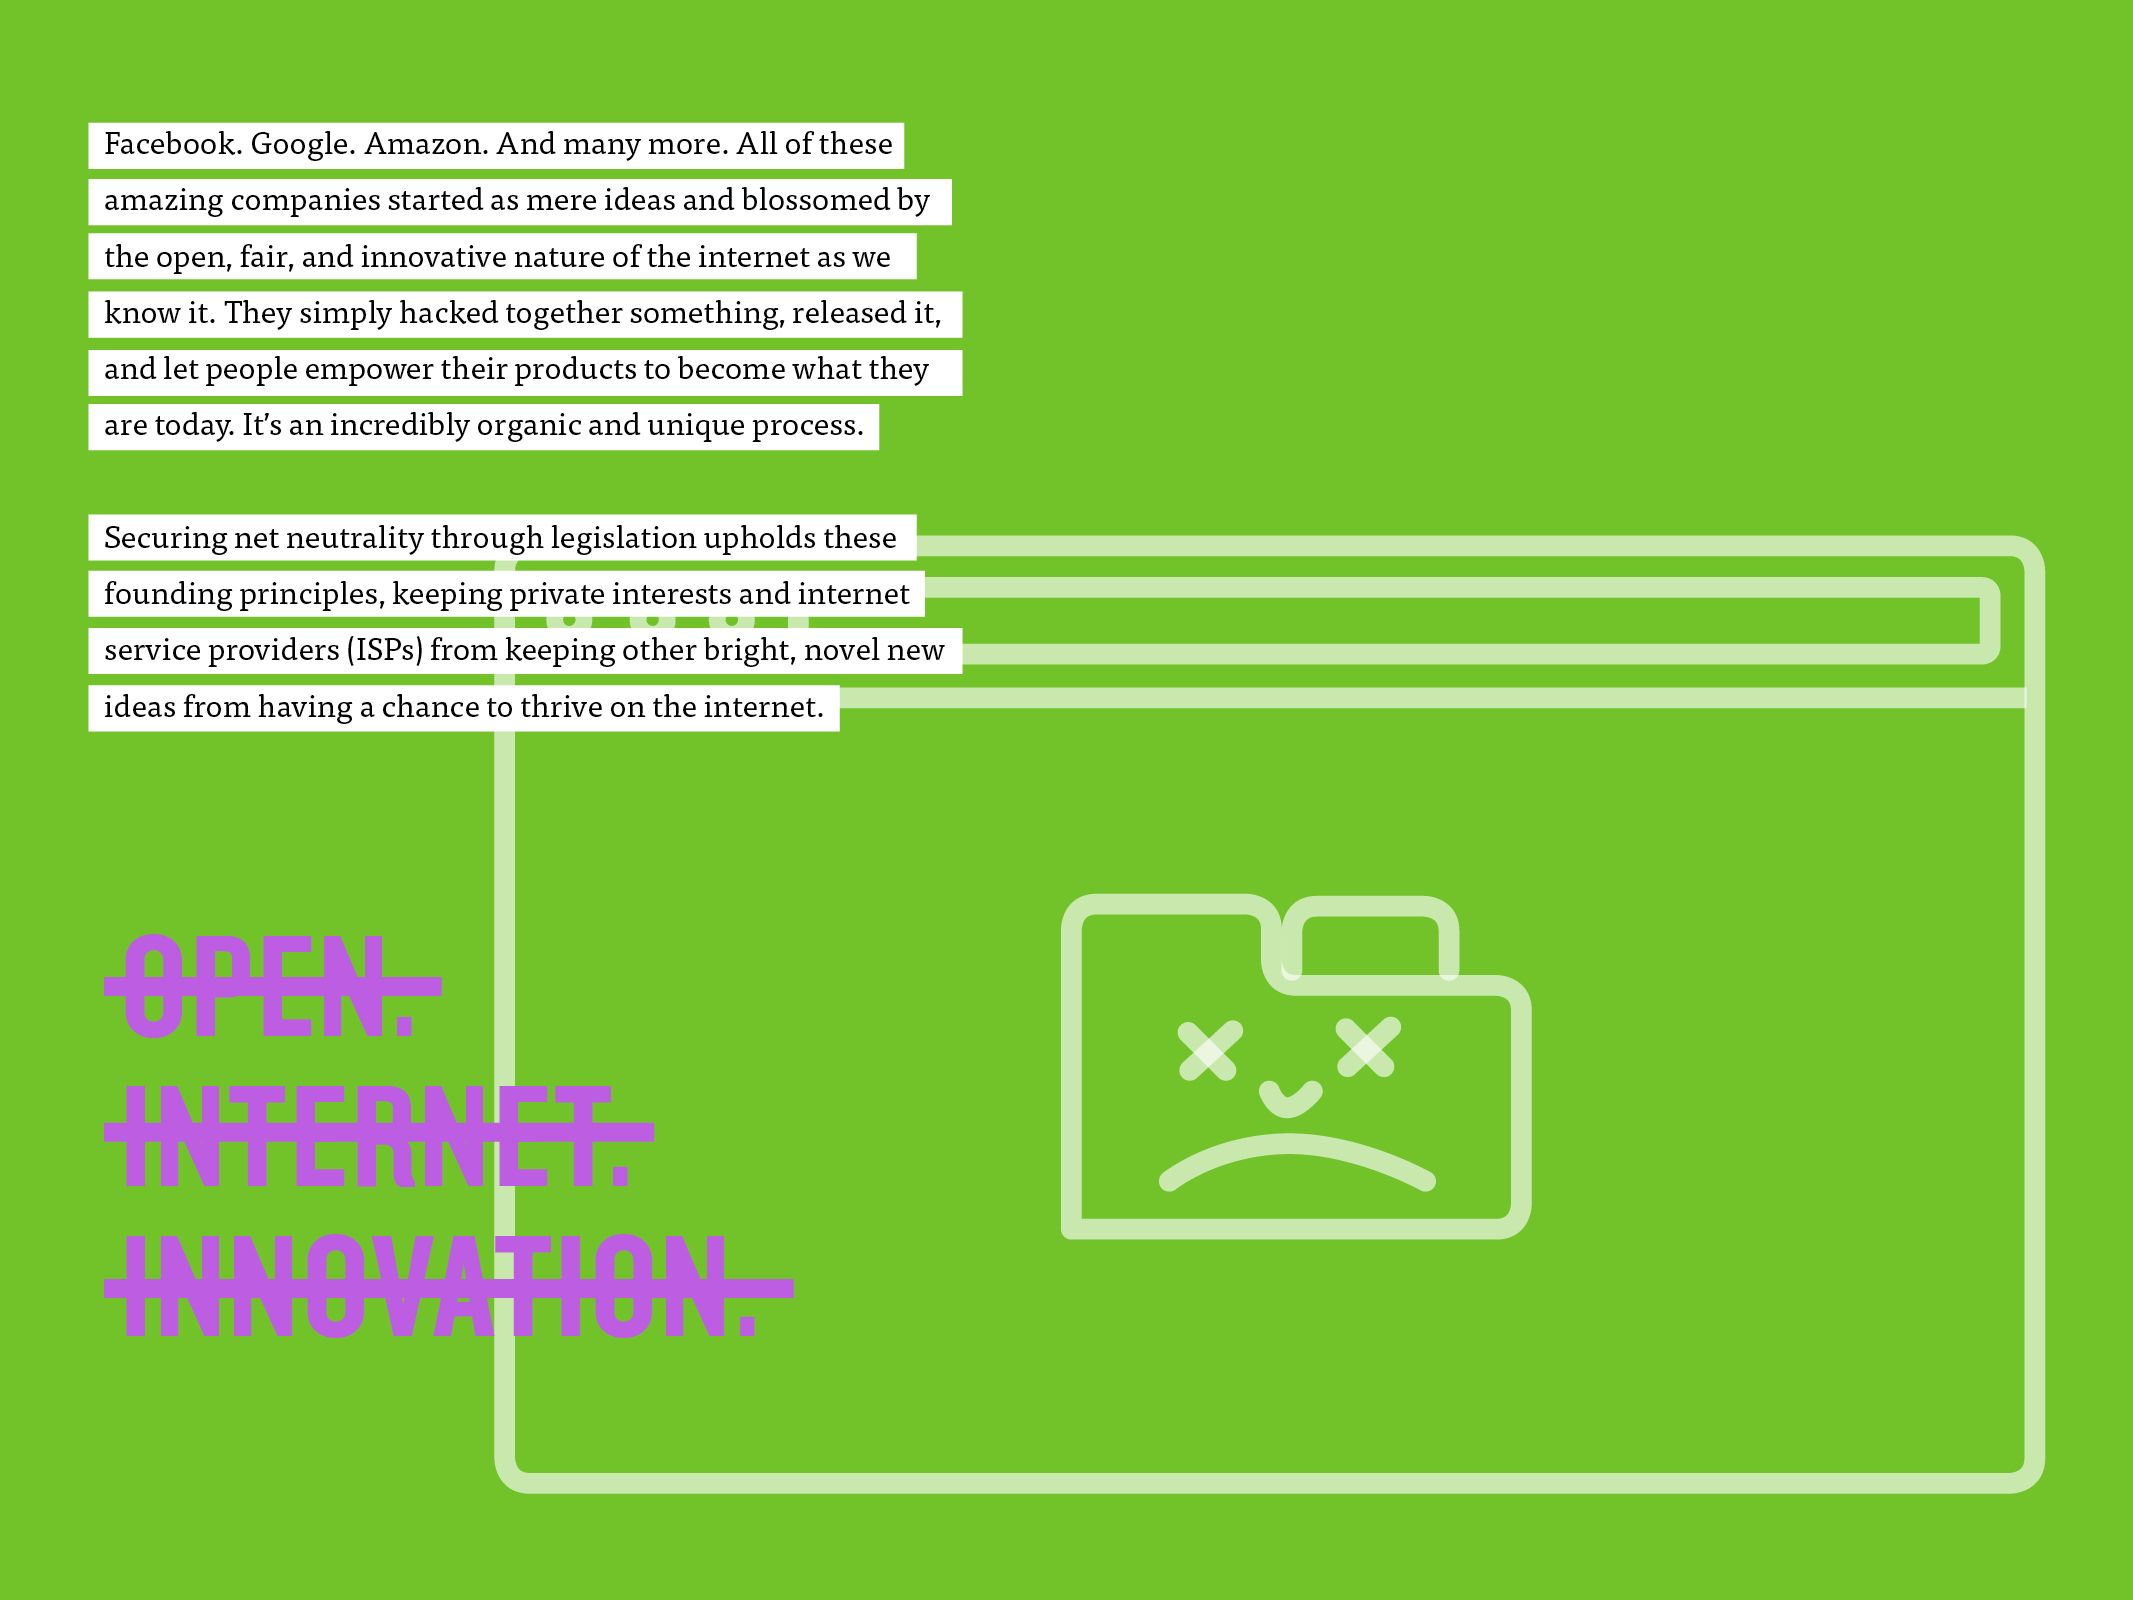 Facebook. Google. Amazon. And many more. All of these
amazing companies started as mere ideas and blossomed by
the open, fair, and innovative nature of the internet as we
know it. They simply hacked together something, released it,
and let people empower their products to become what they
are today. It’s an incredibly organic and unique process.
Securing net neutrality through legislation upholds these
founding principles, keeping private interests and internet
service providers (ISPs) from keeping other bright, novel new
ideas from having a chance to thrive on the internet.
OPEN.
INTERNET.
INNOVATION.